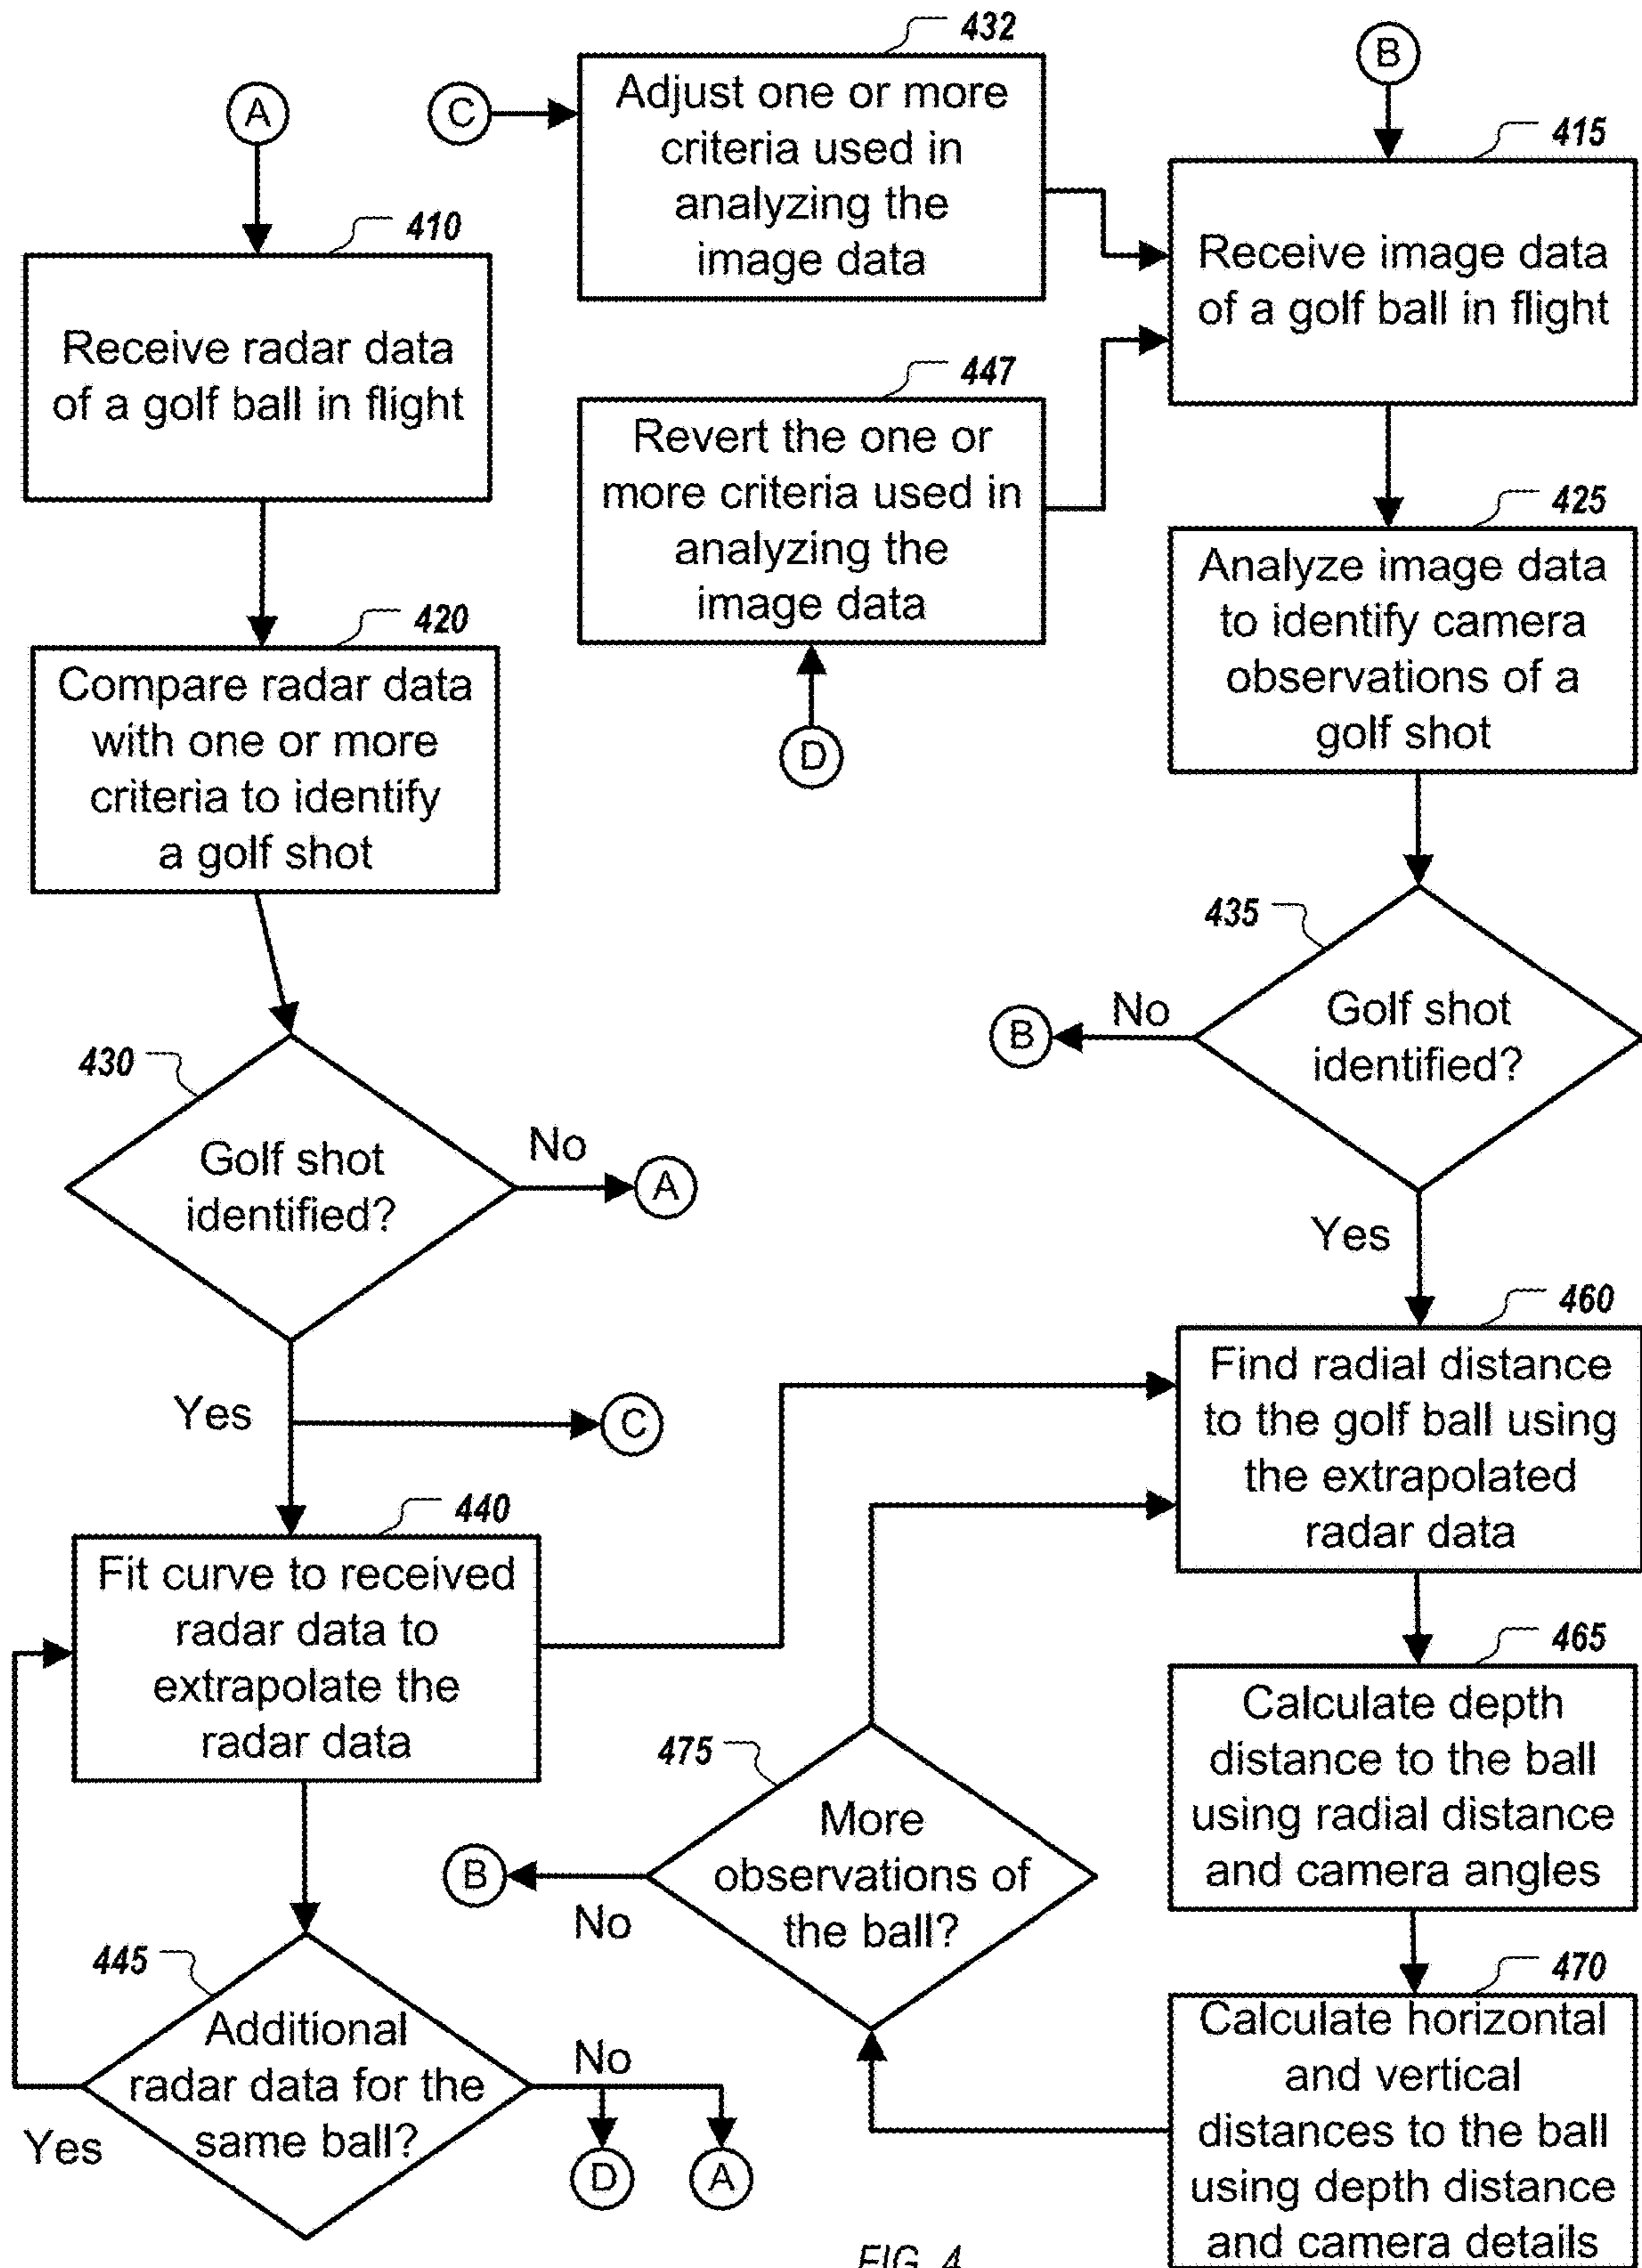 432
B
A
C
Adjust one or more
criteria used in
analyzing the
image data
415
Receive image data
of a golf ball in flight
410
Receive radar data
of a golf ball in flight
447
Revert the one or
more criteria used in
analyzing the
image data
D
425
Analyze image data
to identify camera
observations of a
golf shot
420
Compare radar data
with one or more
criteria to identify
a golf shot
435
Golf shot
identified?
No
B
Yes
430
Golf shot
identified?
No
A
Yes
C
460
Find radial distance
to the golf ball using
the extrapolated
radar data
440
Fit curve to received
radar data to
extrapolate the
radar data
465
Calculate depth
distance to the ball
using radial distance
and camera angles
475
More
observations of
the ball?
B
No
445
Additional
radar data for the
same ball?
Yes
No
D
A
470
Calculate horizontal
and vertical
distances to the ball
using depth distance
and camera details
FIG. 4